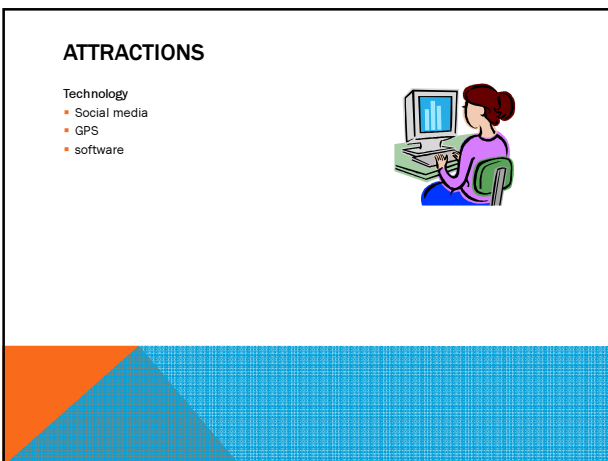 ATTRACTIONS
Technology
Social media
GPS
software